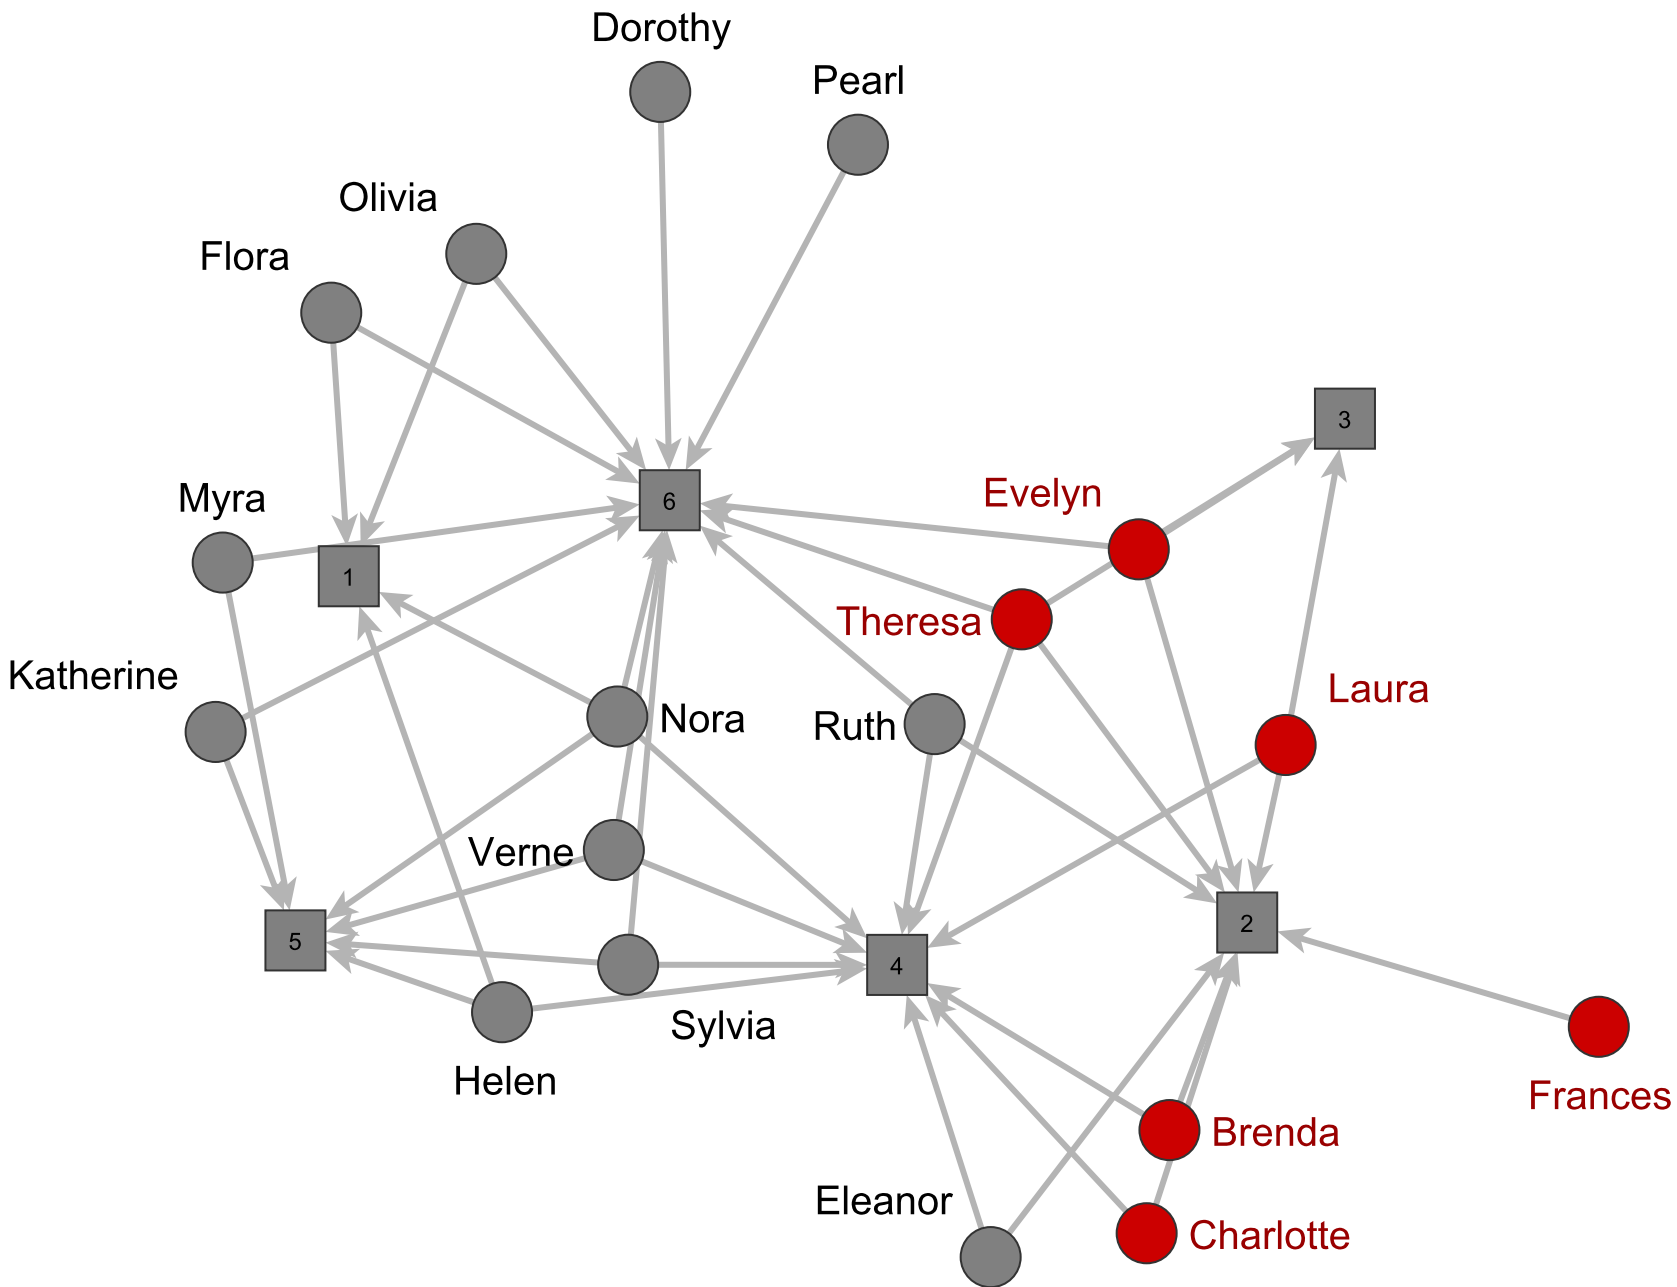 Dorothy
Pearl
Olivia
Flora
3
Evelyn
Myra
6
1
Theresa
Katherine
Laura
Nora
Ruth
Verne
2
5
4
Sylvia
Helen
Frances
Brenda
Eleanor
Charlotte